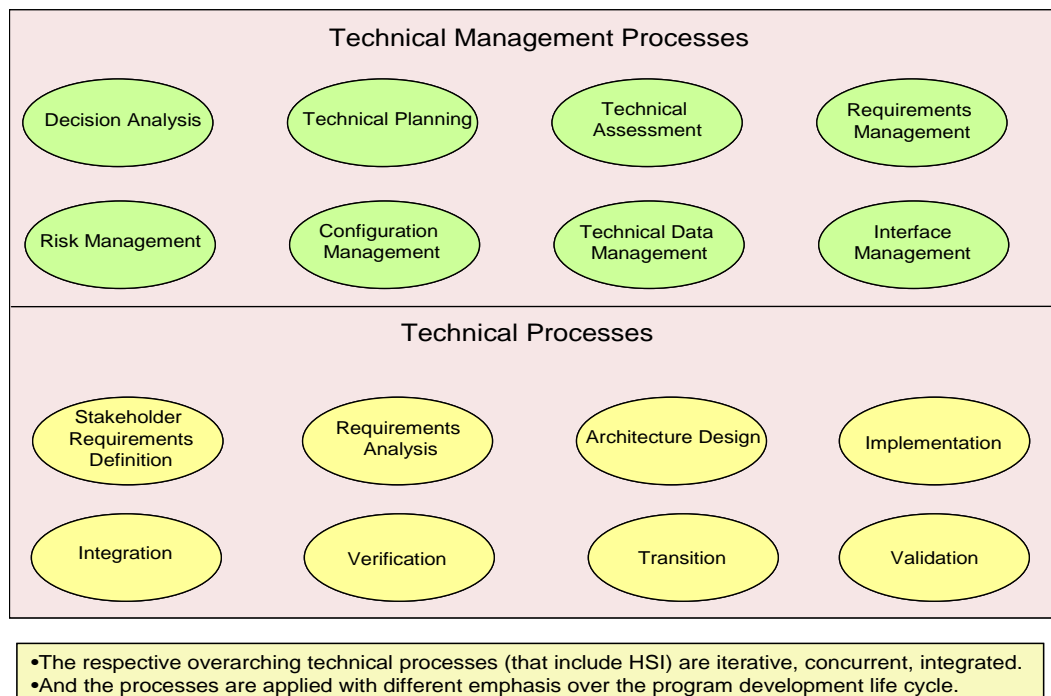 Technical Management Processes
Decision Analysis
Technical Planning
Technical
Assessment
Requirements
Management
Risk Management
Configuration
Management
Technical Data
Management
Interface
Management
Technical Processes
Stakeholder
Requirements
Definition
Requirements
Analysis
Architecture Design
Implementation
Integration
Verification
Transition
Validation
•The respective overarching technical processes (that include HSI) are iterative, concurrent, integrated.
•And the processes are applied with different emphasis over the program development life cycle.